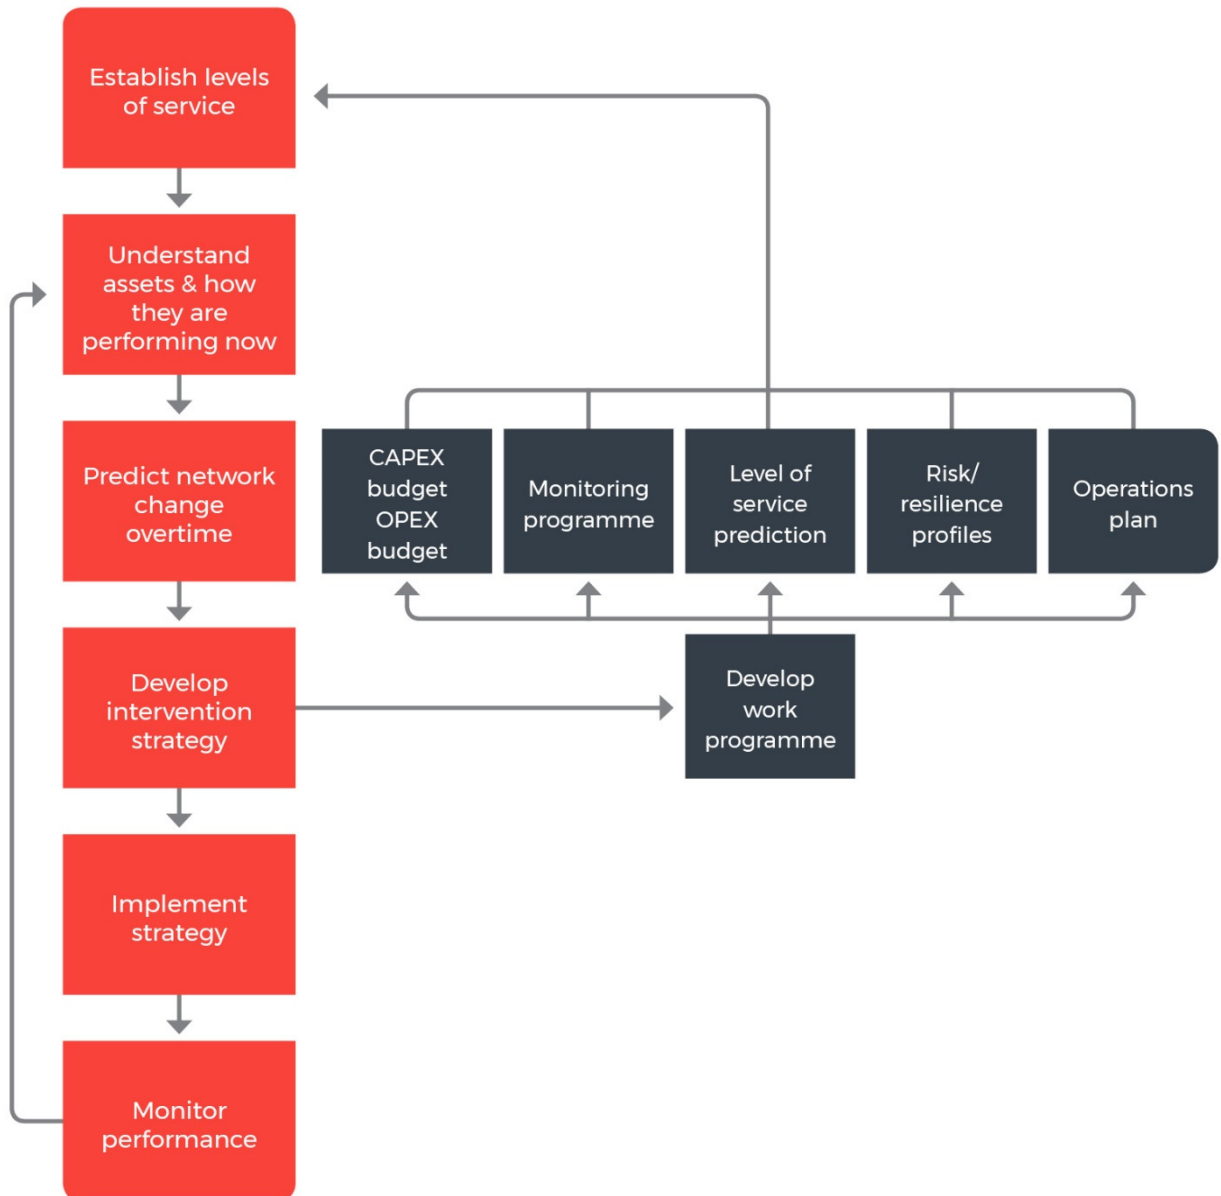 Establish levels
of service
Understand
assets & how
they are
performing now
Predict network
change
overtime
Develop
intervention
strategy
Implement
strategy
Monitor
performance
CAPEX
budget
OPEX
budget
Monitoring
programme
Level of
service
prediction
Risk/
resilience
profiles
Operations
plan
Develop
work
programme